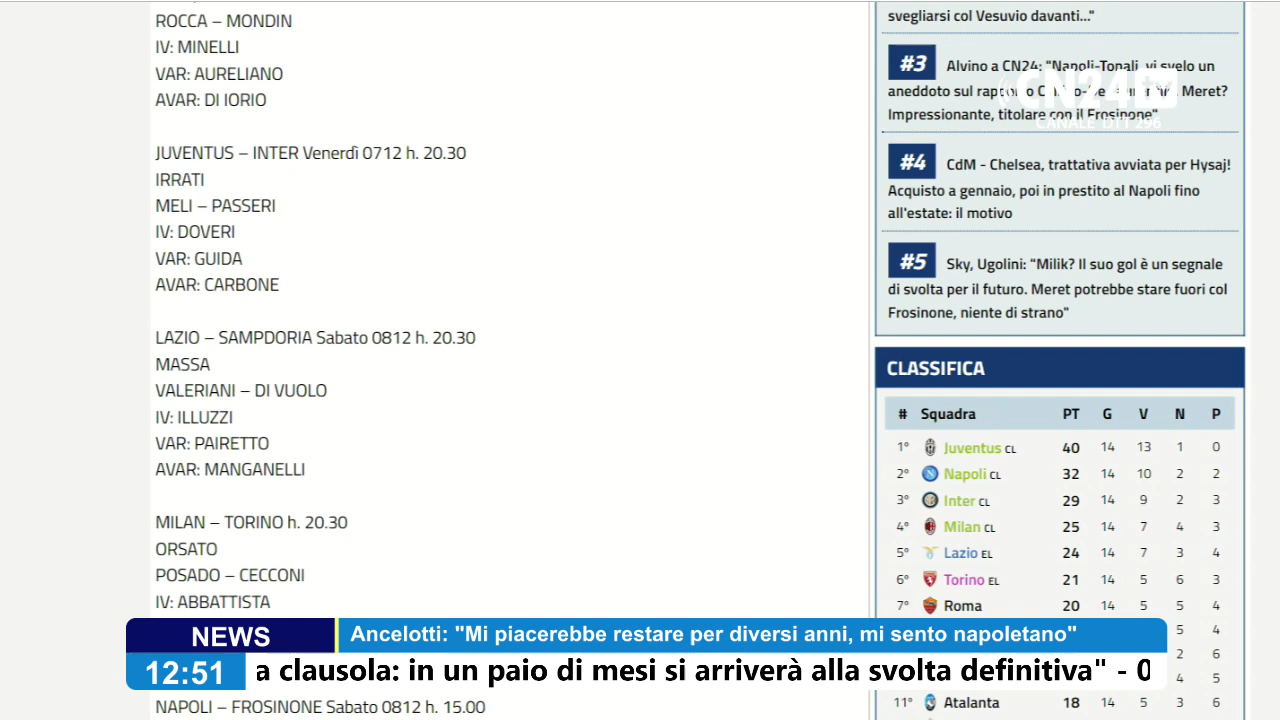 ROCCA – MONDIN
IV: MINELLI
VAR: AURELIANO
AVAR: DI IORIO
JUVENTUS – INTER Venerdì 0712 h. 20.30
IRRATI
MELI – PASSERI
IV: DOVERI
VAR: GUIDA
AVAR: CARBONE
LAZIO – SAMPDORIA Sabato 0812 h. 20.30
MASSA
VALERIANI – DI VUOLO
IV: ILLUZZI
VAR: PAIRETTO
AVAR: MANGANELLI
MILAN – TORINO h. 20.30
ORSATO
POSADO – CECCONI
IV: ABBATTISTA
NAPOLI – FROSINONE Sabato 0812 h. 15.00
svegliarsi col Vesuvio davanti..."
#3 Alvino a CN24: "Napoli-Tonali, vi svelo un
aneddoto sul Meret?
Impressionante, titolare con il Frosinone"
CN24 tv
CANALE DTT 296
#4 CdM - Chelsea, trattativa avviata per Hysaj!
Acquisto a gennaio, poi in prestito al Napoli fino
all'estate: il motivo
#5 Sky, Ugolini: "Milik? Il suo gol è un segnale
di svolta per il futuro. Meret potrebbe stare fuori col
Frosinone, niente di strano"
CLASSIFICA
# Squadra PT G V N P
1° Juventus CL 40 14 13 1 0
2° Napoli CL 32 14 10 2 2
3° Inter CL 29 14 9 2 3
4° Milan CL 25 14 7 4 3
5° Lazio EL 24 14 7 3 4
6° Torino EL 21 14 5 6 3
7° Roma 20 14 5 5 4
5 4
2 6
4 5
11° Atalanta 18 14 5 3 6
NEWS
Ancelotti: "Mi piacerebbe restare per diversi anni, mi sento napoletano"
12:51
a clausola: in un paio di mesi si arriverà alla svolta definitiva" - 0